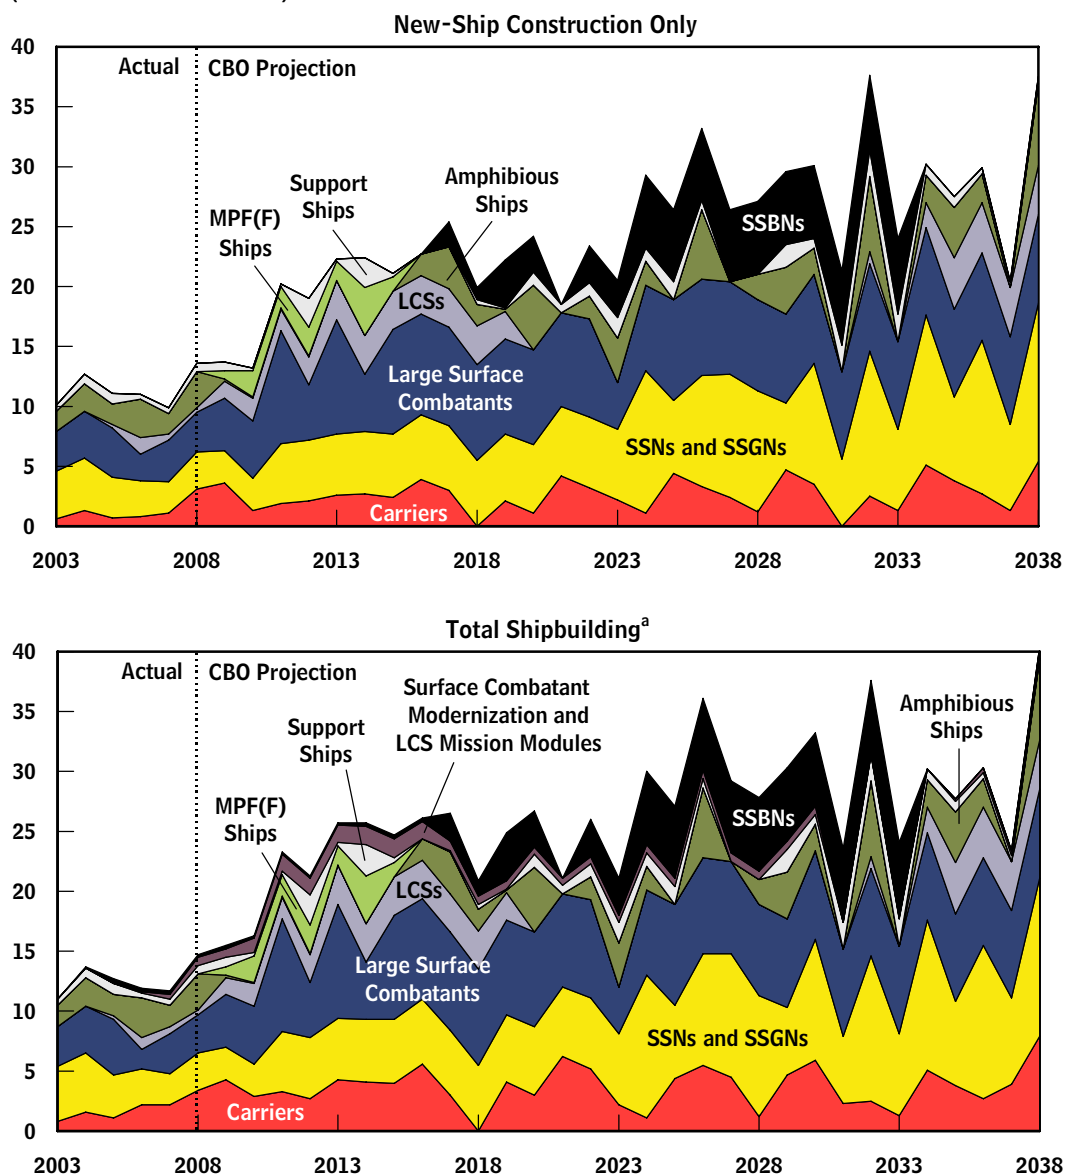 New-Ship Construction Only
40
Actual
CBO Projection
35
30
Support
Ships
Amphibious
Ships
MPF(F)
Ships
25
SSBNs
20
LCSs
15
Large Surface
Combatants
10
SSNs and SSGNs
5
Carriers
0
2003 2008 2013 2018 2023 2028 2033 2038
Total Shipbuildingᵃ
40
Actual
CBO Projection
Surface Combatant
Modernization and
LCS Mission Modules
Amphibious
Ships
35
Support
Ships
30
MPF(F)
Ships
SSBNs
25
20
LCSs
15
Large Surface
Combatants
10
SSNs and SSGNs
5
Carriers
0
2003 2008 2013 2018 2023 2028 2033 2038